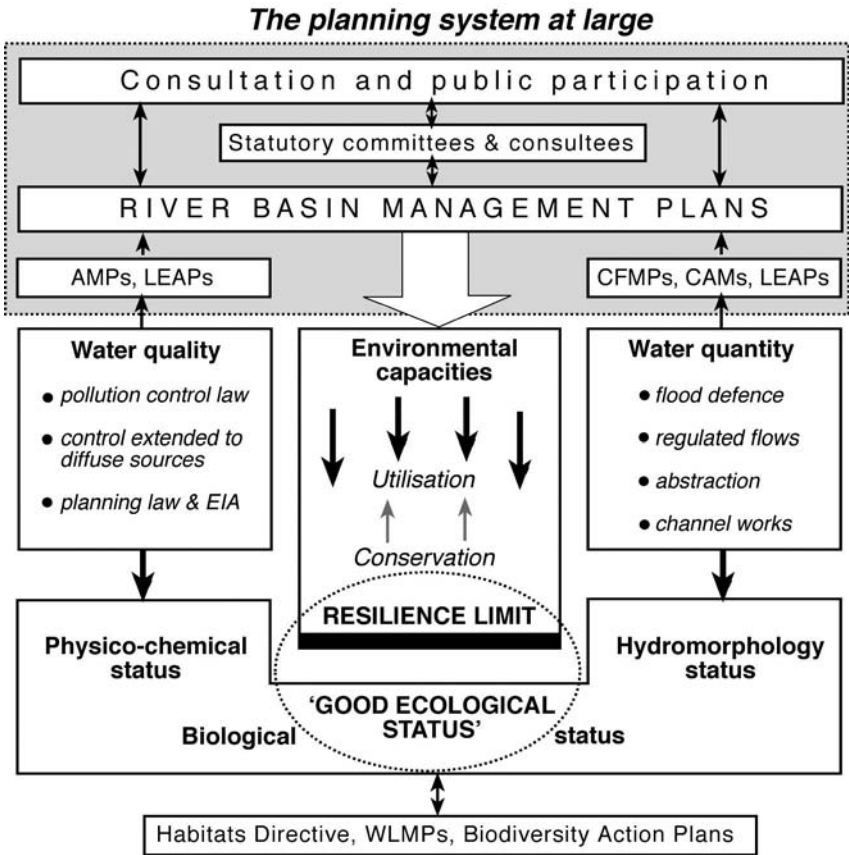 The planning system at large
Consultation and public participation
Statutory committees & consultees
RIVER BASIN MANAGEMENT PLANS
AMPs, LEAPs
CFMPs, CAMs, LEAPs
Water quality
• pollution control law
• control extended to
diffuse sources
• planning law & EIA
Environmental
capacities
Utilisation
Conservation
RESILIENCE LIMIT
Water quantity
• flood defence
• regulated flows
• abstraction
• channel works
Physico-chemical
status
Hydromorphology
status
‘GOOD ECOLOGICAL
STATUS’
Biological
status
Habitats Directive, WLMPs, Biodiversity Action Plans